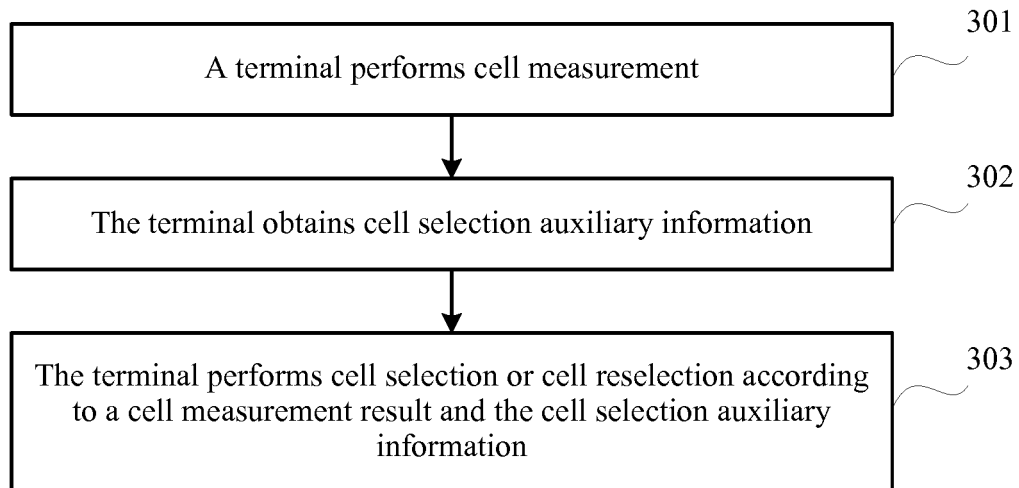 301
A terminal performs cell measurement
302
The terminal obtains cell selection auxiliary information
303
The terminal performs cell selection or cell reselection according
to a cell measurement result and the cell selection auxiliary
information